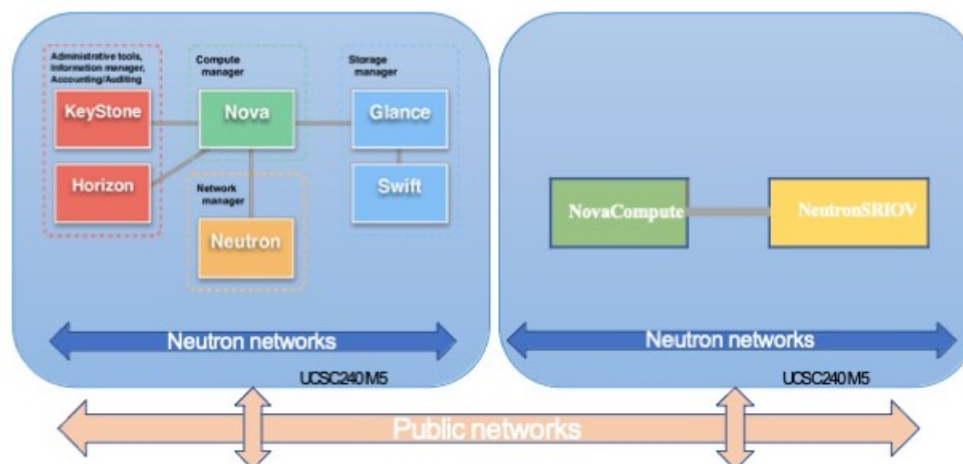 Administrative tools,
Information manager,
Accounting/Auditing
KeyStone
Horizon
Compute
manager
Nova
Network
manager
Neutron
Storage
manager
Glance
Swift
Neutron networks
UCSC240M5
NovaCompute
NeutronSRIOV
Neutron networks
UCSC240M5
Public networks